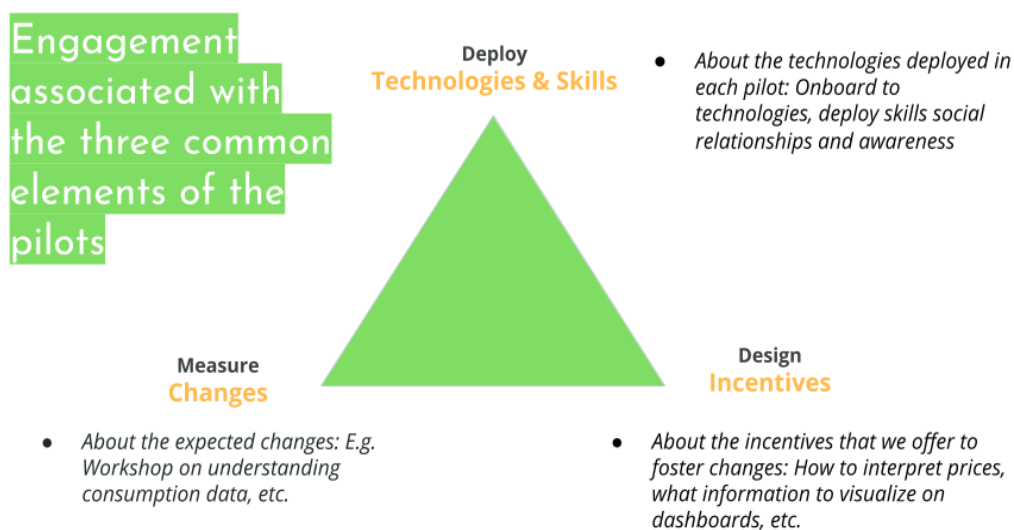 Engagement
associated with
the three common
elements of the
pilots
Deploy
Technologies & Skills
● About the technologies deployed in
each pilot: Onboard to
technologies, deploy skills social
relationships and awareness
Measure
Changes
● About the expected changes: E.g.
Workshop on understanding
consumption data, etc.
Design
Incentives
● About the incentives that we offer to
foster changes: How to interpret prices,
what information to visualize on
dashboards, etc.